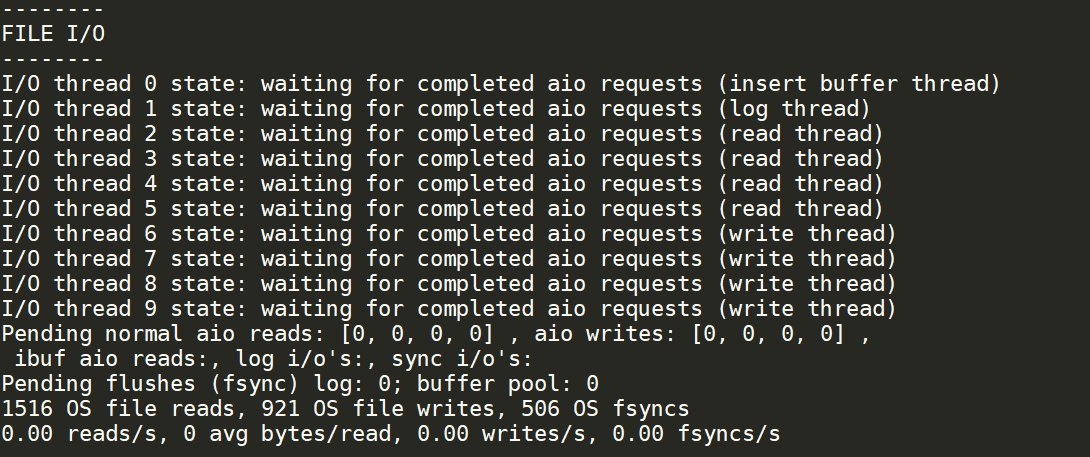 --------
FILE I/O
--------
I/O thread 0 state: waiting for completed aio requests (insert buffer thread)
I/O thread 1 state: waiting for completed aio requests (log thread)
I/O thread 2 state: waiting for completed aio requests (read thread)
I/O thread 3 state: waiting for completed aio requests (read thread)
I/O thread 4 state: waiting for completed aio requests (read thread)
I/O thread 5 state: waiting for completed aio requests (read thread)
I/O thread 6 state: waiting for completed aio requests (write thread)
I/O thread 7 state: waiting for completed aio requests (write thread)
I/O thread 8 state: waiting for completed aio requests (write thread)
I/O thread 9 state: waiting for completed aio requests (write thread)
Pending normal aio reads: [0, 0, 0, 0] , aio writes: [0, 0, 0, 0] ,
 ibuf aio reads:, log i/o's:, sync i/o's:
Pending flushes (fsync) log: 0; buffer pool: 0
1516 OS file reads, 921 OS file writes, 506 OS fsyncs
0.00 reads/s, 0 avg bytes/read, 0.00 writes/s, 0.00 fsyncs/s